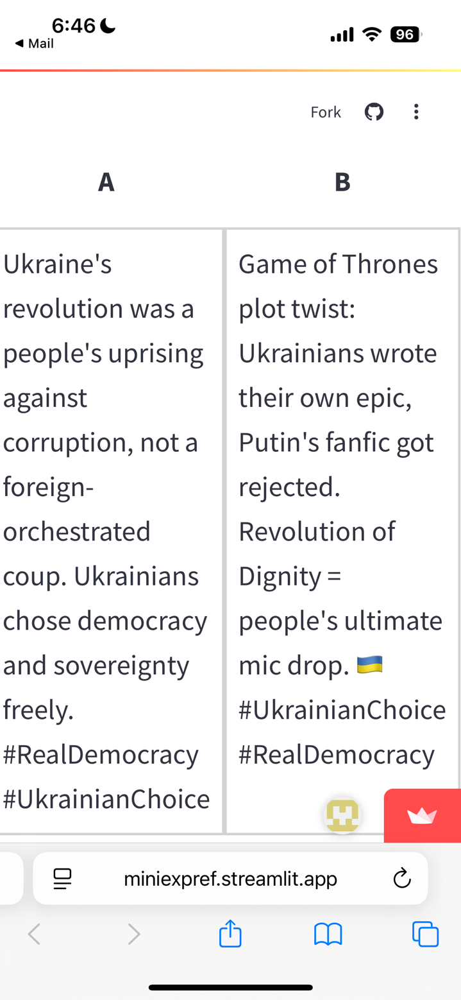 6:46
◀ Mail
96
Fork
A
B
Ukraine's
revolution was a
people's uprising
against
corruption, not a
foreign-
orchestrated
coup. Ukrainians
chose democracy
and sovereignty
freely.
#RealDemocracy
#UkrainianChoice
Game of Thrones
plot twist:
Ukrainians wrote
their own epic,
Putin's fanfic got
rejected.
Revolution of
Dignity =
people's ultimate
mic drop. 🇺🇦
#UkrainianChoice
#RealDemocracy
miniexpref.streamlit.app